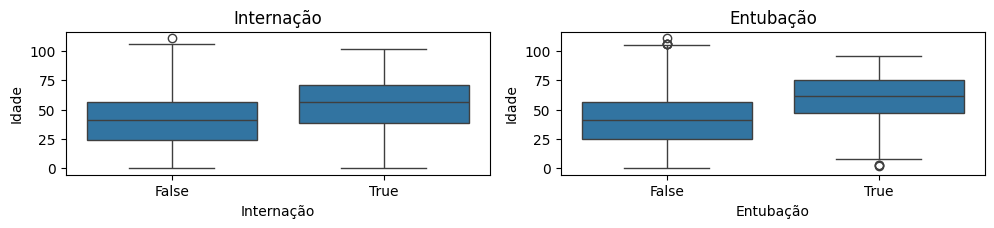 Internação
Idade
100
75
50
25
0
False
True
Internação
Entubação
Idade
100
75
50
25
0
False
True
Entubação